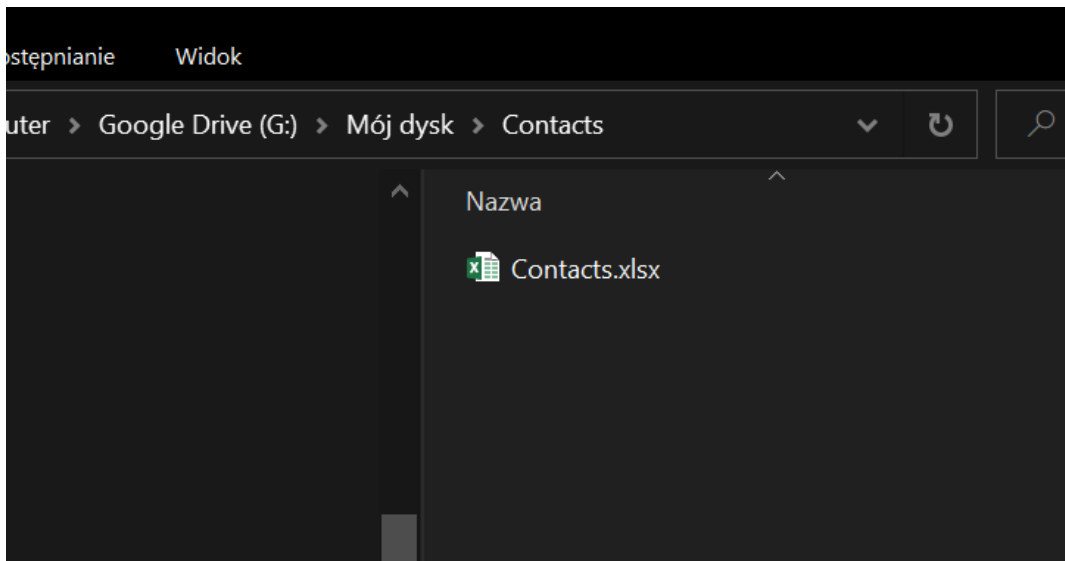 ostępnianie Widok
uter > Google Drive (G:) > Mój dysk > Contacts
Nazwa
Contacts.xlsx